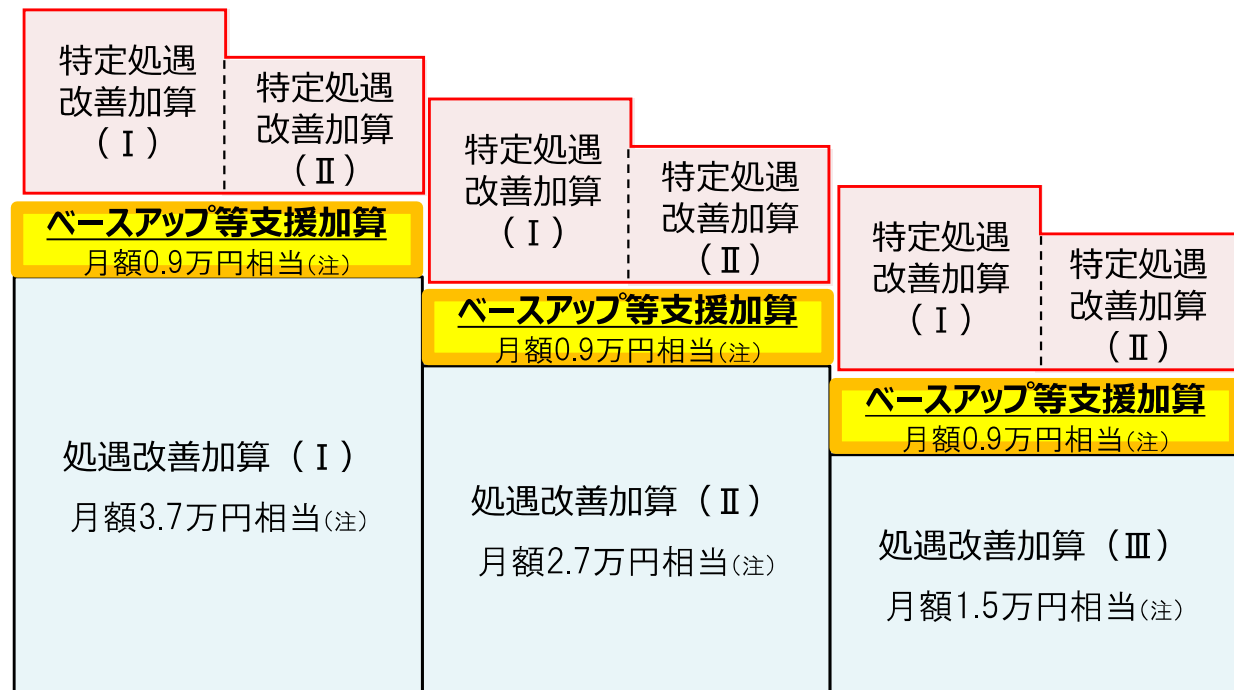 特定処遇
改善加算
（Ⅰ）
特定処遇
改善加算
（Ⅱ）
ベースアップ等支援加算
月額0.9万円相当(注)
処遇改善加算（Ⅰ）
月額3.7万円相当(注)
特定処遇
改善加算
（Ⅰ）
特定処遇
改善加算
（Ⅱ）
ベースアップ等支援加算
月額0.9万円相当(注)
処遇改善加算（Ⅱ）
月額2.7万円相当(注)
特定処遇
改善加算
（Ⅰ）
特定処遇
改善加算
（Ⅱ）
ベースアップ等支援加算
月額0.9万円相当(注)
処遇改善加算（Ⅲ）
月額1.5万円相当(注)